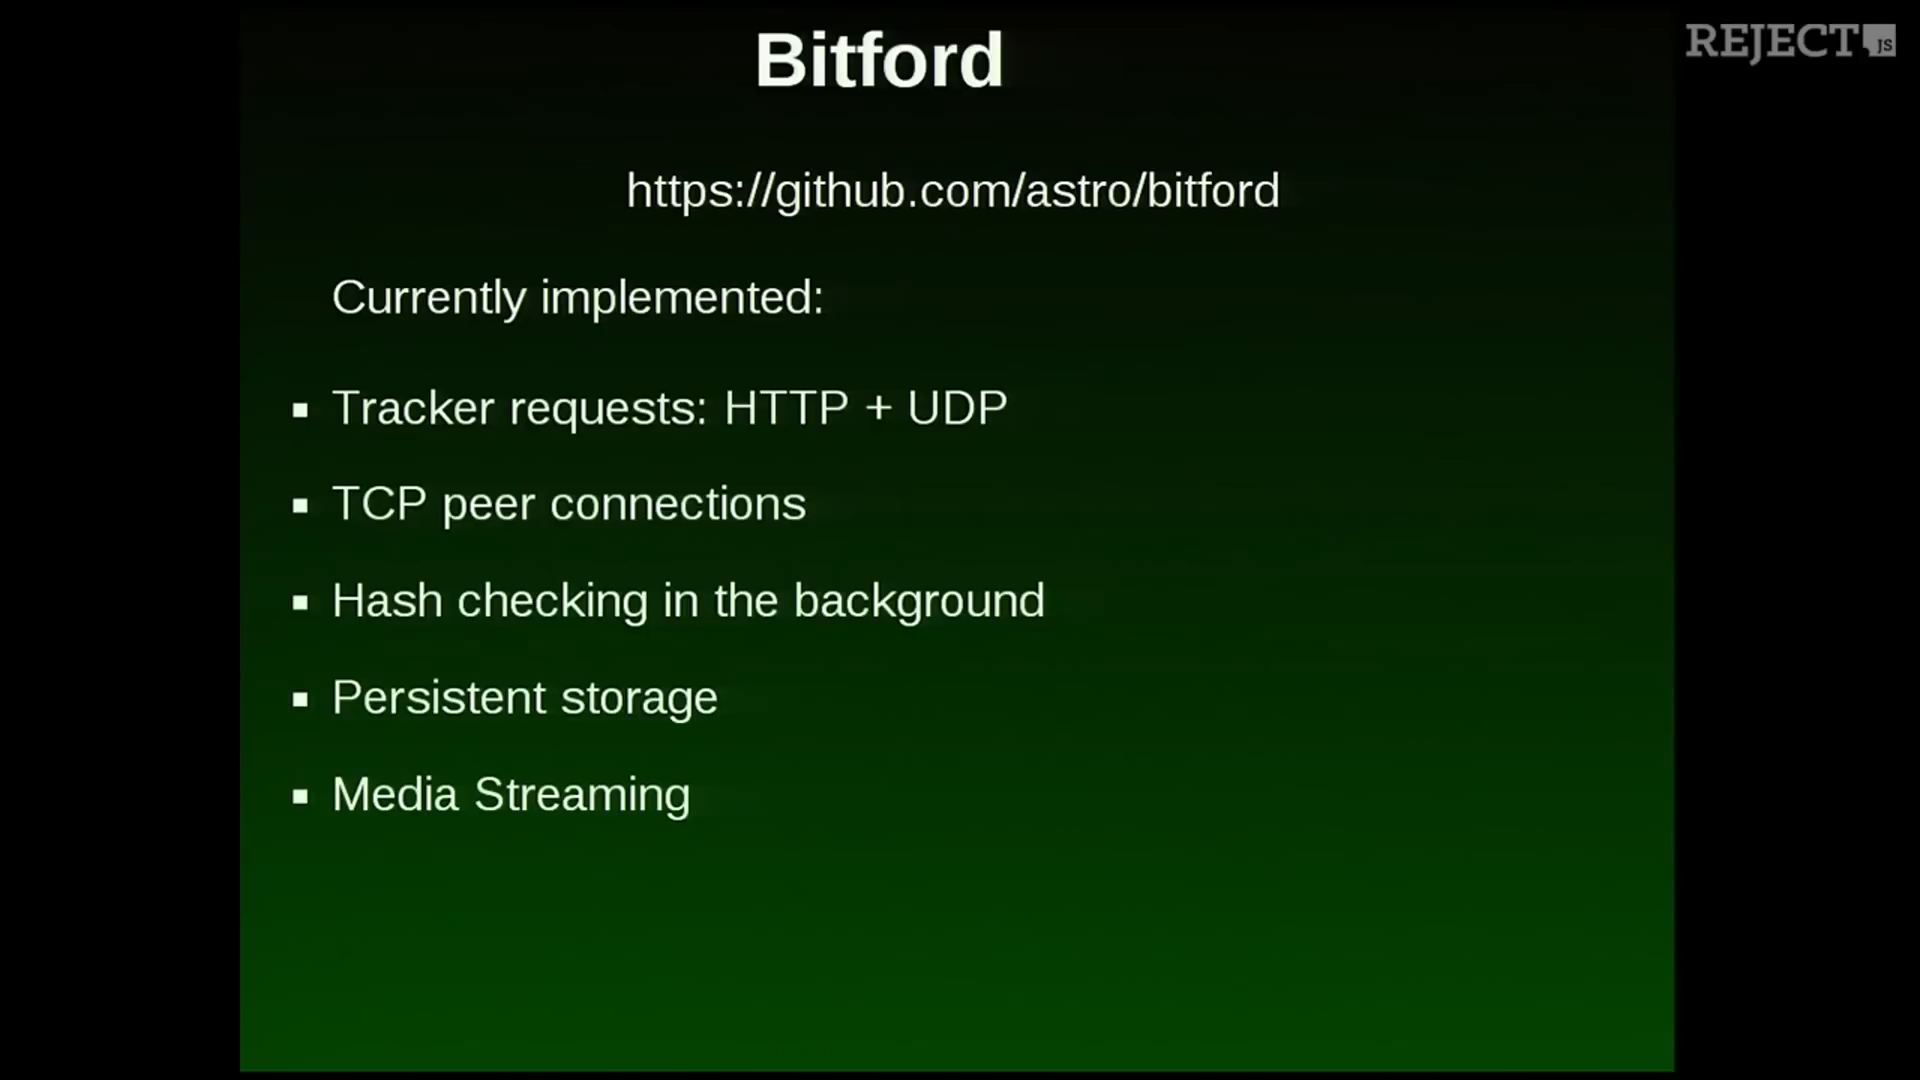 Bitford
REJECT JS
https://github.com/astro/bitford
Currently implemented:
▪ Tracker requests: HTTP + UDP
▪ TCP peer connections
▪ Hash checking in the background
▪ Persistent storage
▪ Media Streaming